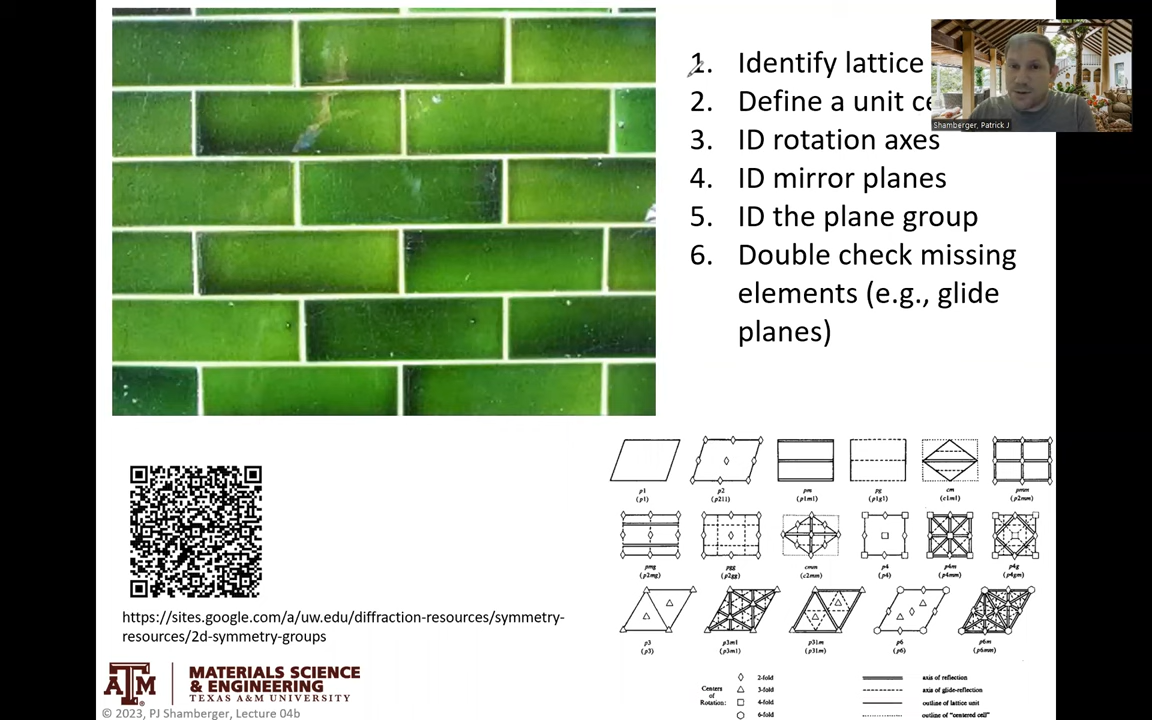 1. Identify lattice
2. Define a unit ce
Shamberger, Patrick J
3. ID rotation axes
4. ID mirror planes
5. ID the plane group
6. Double check missing
elements (e.g., glide
planes)
p1
(p1)
p2
(p211)
pm
(p1m1)
pg
(p1g1)
cm
(c1m1)
pmm
(p2mm)
pmg
(p2mg)
pgg
(p2gg)
cmm
(c2mm)
p4
(p4)
p4m
(p4mm)
p4g
(p4gm)
p3
(p3)
p3m1
(p3m1)
p31m
(p31m)
p6
(p6)
p6m
(p6mm)
https://sites.google.com/a/uw.edu/diffraction-resources/symmetry-
resources/2d-symmetry-groups
Centers
of
Rotation:
2-fold
3-fold
4-fold
6-fold
axis of reflection
axis of glide-reflection
outline of lattice unit
outline of "centered cell"
ATM
MATERIALS SCIENCE
& ENGINEERING
TEXAS A&M UNIVERSITY
© 2023, PJ Shamberger, Lecture 04b